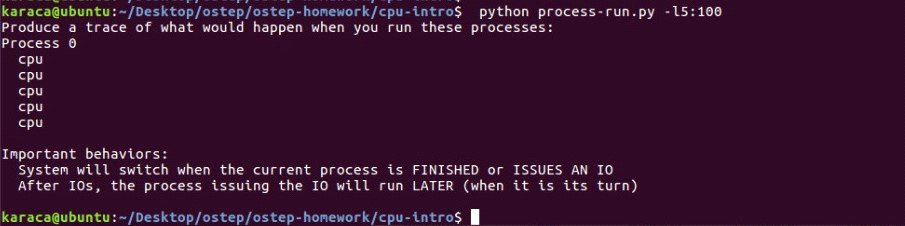 karaca@ubuntu:~/Desktop/ostep/ostep-homework/cpu-intro$  python process-run.py -l5:100
Produce a trace of what would happen when you run these processes:
Process 0
  cpu
  cpu
  cpu
  cpu
  cpu

Important behaviors:
  System will switch when the current process is FINISHED or ISSUES AN IO
  After IOs, the process issuing the IO will run LATER (when it is its turn)

karaca@ubuntu:~/Desktop/ostep/ostep-homework/cpu-intro$